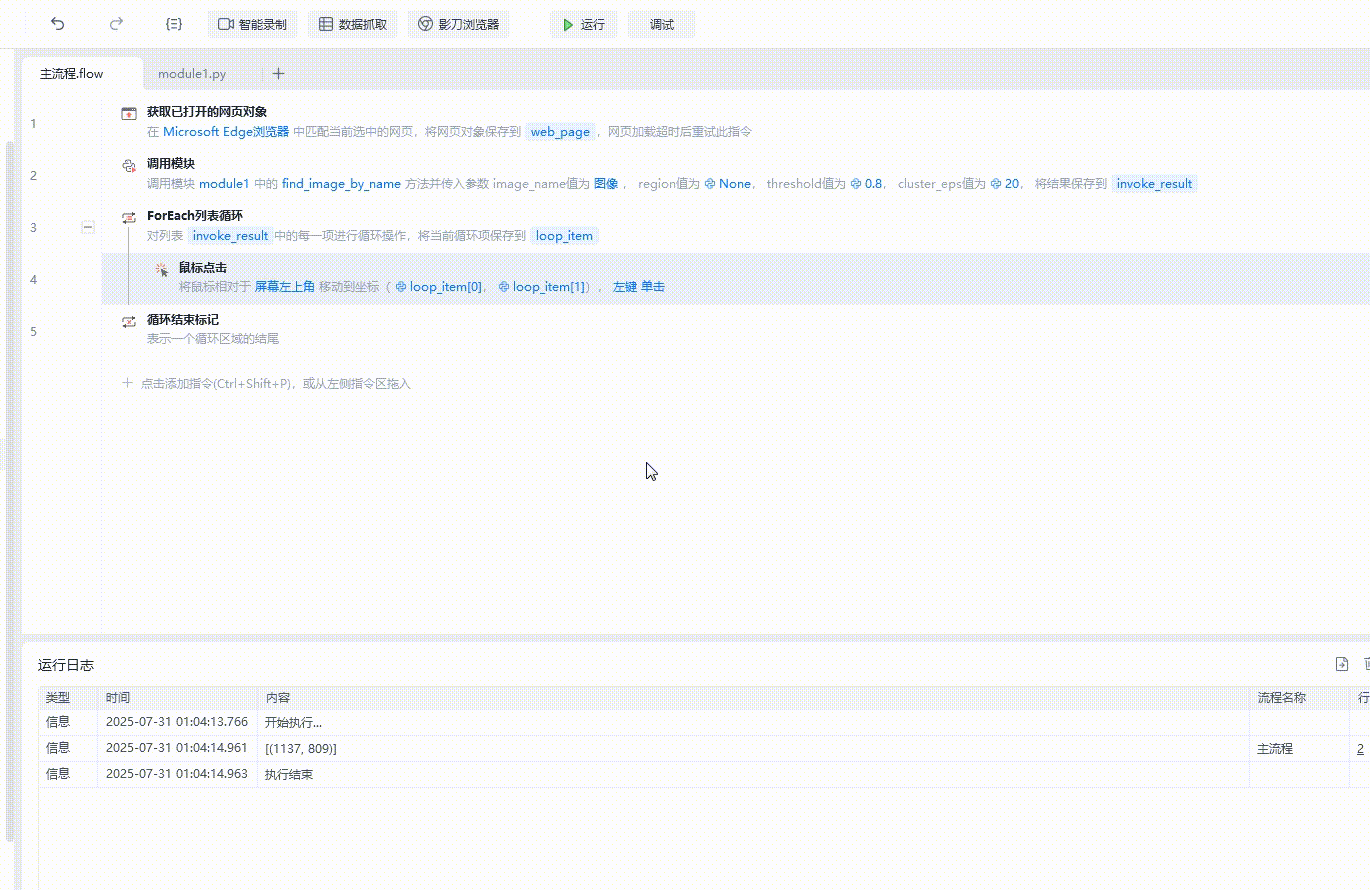 智能录制 数据抓取 影刀浏览器 运行 调试
主流程.flow module1.py
1 获取已打开的网页对象
在 Microsoft Edge浏览器 中匹配当前选中的网页，将网页对象保存到 web_page ，网页加载超时后重试此指令
2 调用模块
调用模块 module1 中的 find_image_by_name 方法并传入参数 image_name值为 图像 ， region值为 None， threshold值为 0.8， cluster_eps值为 20， 将结果保存到 invoke_result
3 ForEach列表循环
对列表 invoke_result 中的每一项进行循环操作，将当前循环项保存到 loop_item
4 鼠标点击
将鼠标相对于 屏幕左上角 移动到坐标（ loop_item[0]， loop_item[1]）， 左键 单击
5 循环结束标记
表示一个循环区域的结尾
点击添加指令(Ctrl+Shift+P)，或从左侧指令区拖入
运行日志
类型 时间 内容 流程名称 行
信息 2025-07-31 01:04:13.766 开始执行...
信息 2025-07-31 01:04:14.961 [(1137, 809)] 主流程 2
信息 2025-07-31 01:04:14.963 执行结束